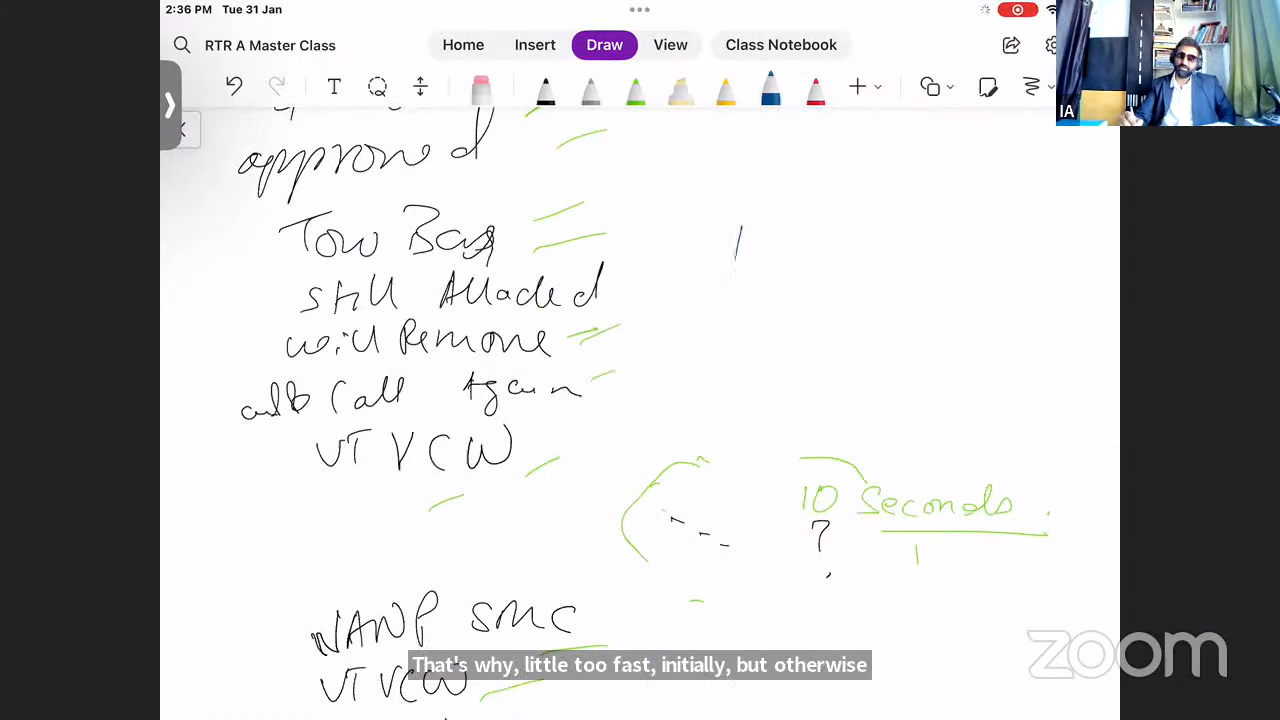 2:36 PM Tue 31 Jan
RTR A Master Class
Home Insert Draw View Class Notebook
IA
approved
Tow Bar
still Attached
will Remove
Call Again
VT VCW
10 Seconds.
?
NANP SMC
VT VCW
That's why, little too fast, initially, but otherwise
zoom